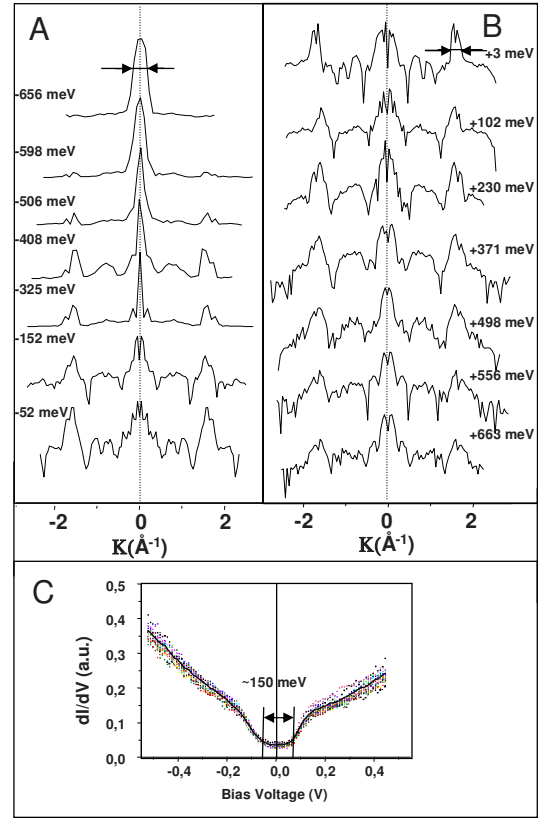 A
-656 meV
-598 meV
-506 meV
-408 meV
-325 meV
-152 meV
-52 meV
-2 0 2
K(Å-1)
B
+3 meV
+102 meV
+230 meV
+371 meV
+498 meV
+556 meV
+663 meV
-2 0 2
K(Å-1)
C
0,5
0,4
0,3
0,2
0,1
0,0
dI/dV (a.u.)
~150 meV
-0,4 -0,2 0,0 0,2 0,4
Bias Voltage (V)